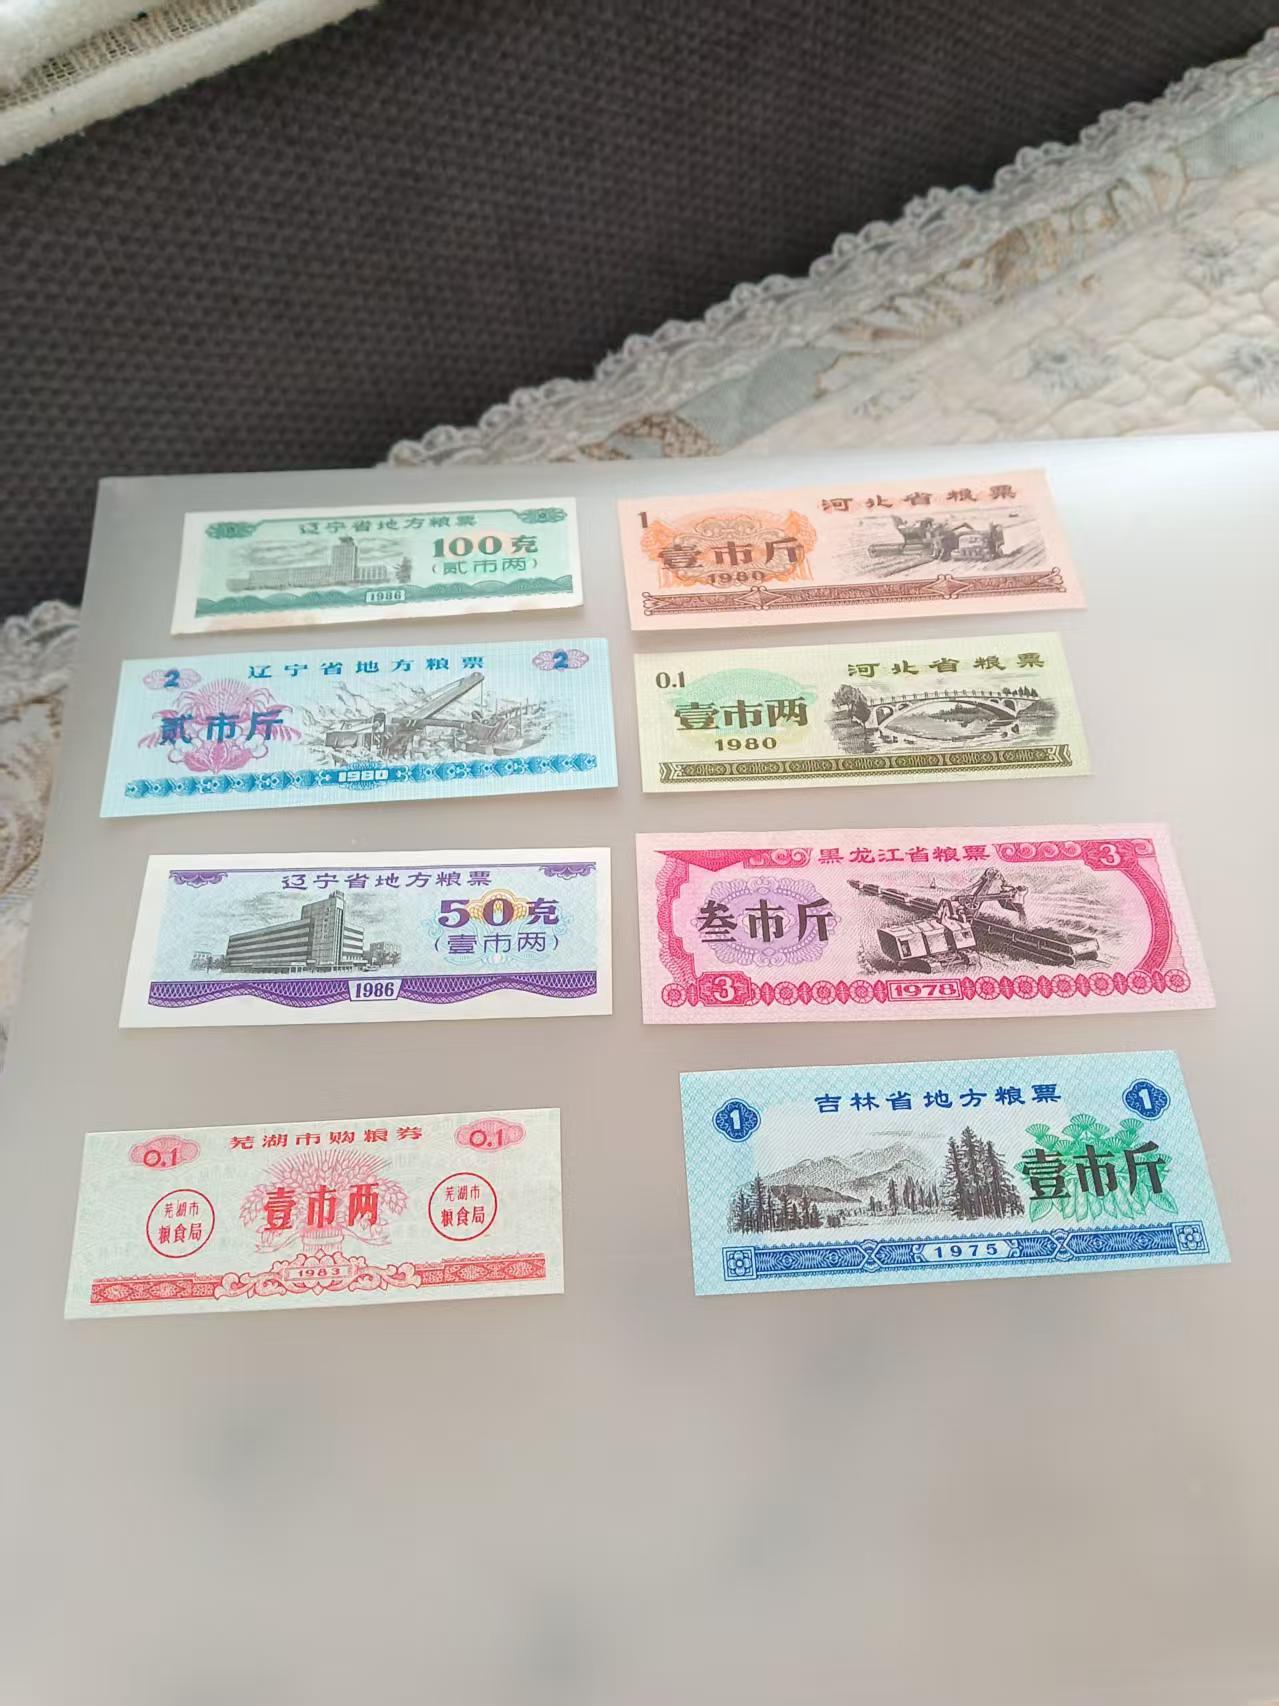 辽宁省地方粮票
100克
(贰市两)
1986
1
河北省粮票
壹市斤
1980
2
辽宁省地方粮票
2
贰市斤
1980
0.1
河北省粮票
壹市两
1980
辽宁省地方粮票
50克
(壹市两)
1986
黑龙江省粮票
3
叁市斤
3
1978
0.1
芜湖市购粮券
0.1
芜湖市
粮食局
壹市两
芜湖市
粮食局
1983
1
吉林省地方粮票
1
壹市斤
1975